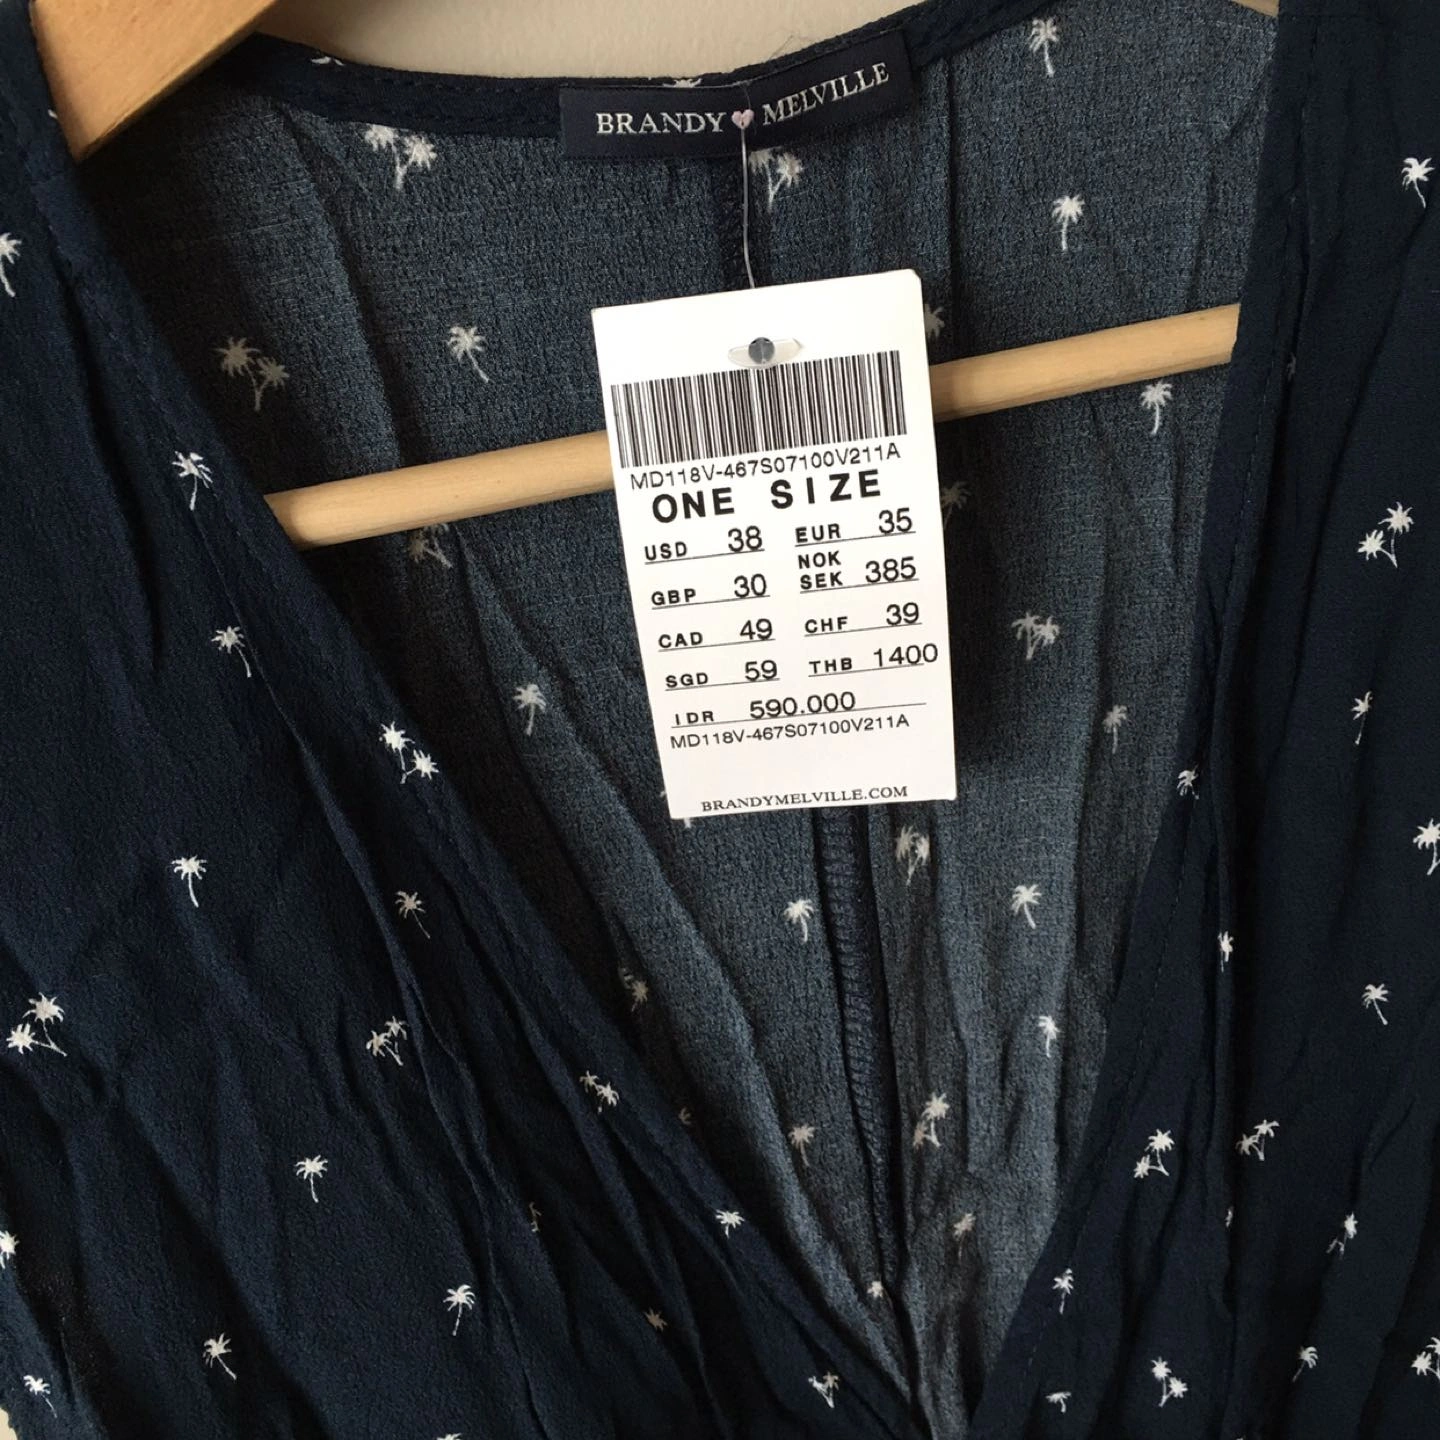 BRANDY MELVILLE
MD118V-467S07100V211A
ONE SIZE
USD 38 EUR 35
GBP 30 NOK SEK 385
CAD 49 CHF 39
SGD 59 THB 1400
IDR 590.000
MD118V-467S07100V211A
BRANDYMELVILLE.COM